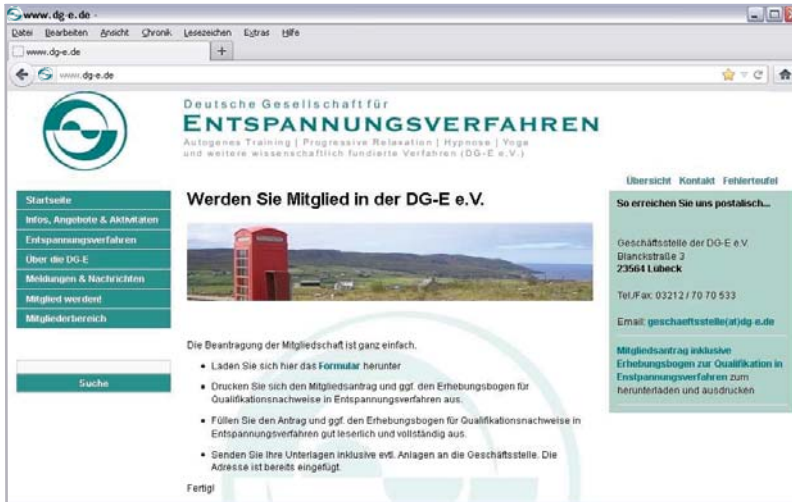 www.dg-e.de -
Datei Bearbeiten Ansicht Chronik Lesezeichen Extras Hilfe
www.dg-e.de
+
www.dg-e.de
Deutsche Gesellschaft für
ENTSPANNUNGSVERFAHREN
Autogenes Training | Progressive Relaxation | Hypnose | Yoga
und weitere wissenschaftlich fundierte Verfahren (DG-E e.V.)
Übersicht Kontakt Fehlerteufel
Startseite
Infos, Angebote & Aktivitäten
Entspannungsverfahren
Über die DG-E
Meldungen & Nachrichten
Mitglied werden!
Mitgliederbereich
Suche
Werden Sie Mitglied in der DG-E e.V.
Die Beantragung der Mitgliedschaft ist ganz einfach.
• Laden Sie sich hier das Formular herunter
• Drucken Sie sich den Mitgliedsantrag und ggf. den Erhebungsbogen für
Qualifikationsnachweise in Entspannungsverfahren aus.
• Füllen Sie den Antrag und ggf. den Erhebungsbogen für Qualifikationsnachweise in
Entspannungsverfahren gut leserlich und vollständig aus.
• Senden Sie Ihre Unterlagen inklusive evtl. Anlagen an die Geschäftsstelle. Die
Adresse ist bereits eingefügt.
Fertig!
So erreichen Sie uns postalisch...
Geschäftsstelle der DG-E e.V.
Blanckstraße 3
23564 Lübeck
Tel./Fax: 03212 / 70 70 533
Email: geschaeftsstelle(at)dg-e.de
Mitgliedsantrag inklusive
Erhebungsbogen zur Qualifikation in
Enstpannungsverfahren zum
herunterladen und ausdrucken